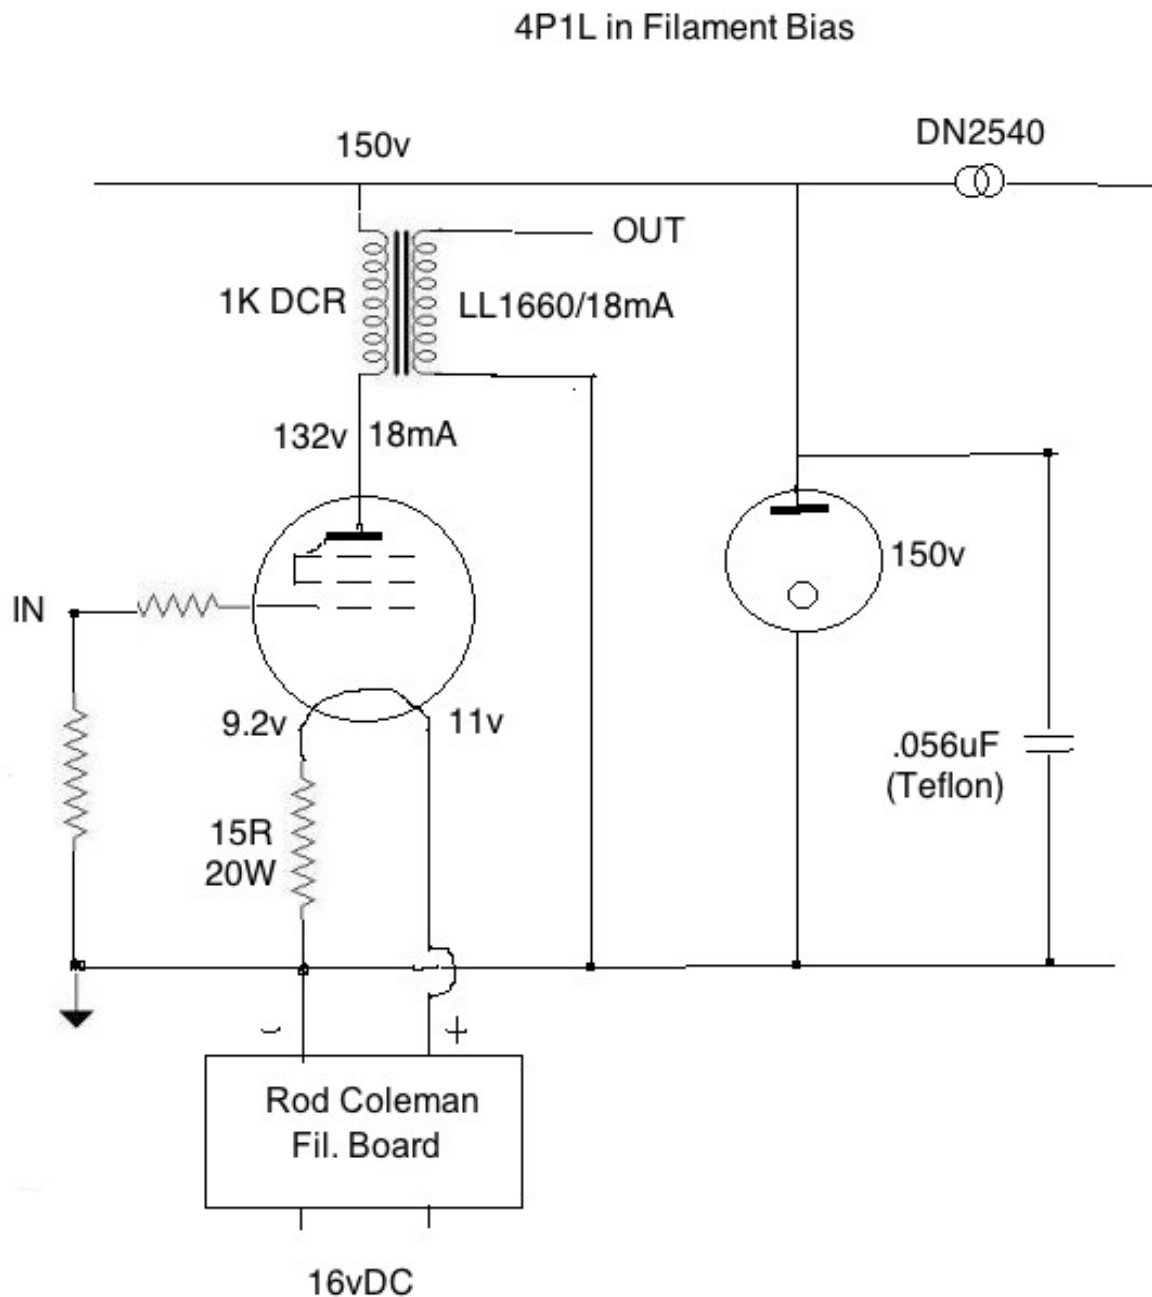 4P1L in Filament Bias
DN2540
150v
OUT
1K DCR
LL1660/18mA
132v
18mA
150v
IN
9.2v
11v
.056uF
(Teflon)
15R
20W
- +
Rod Coleman
Fil. Board
16vDC